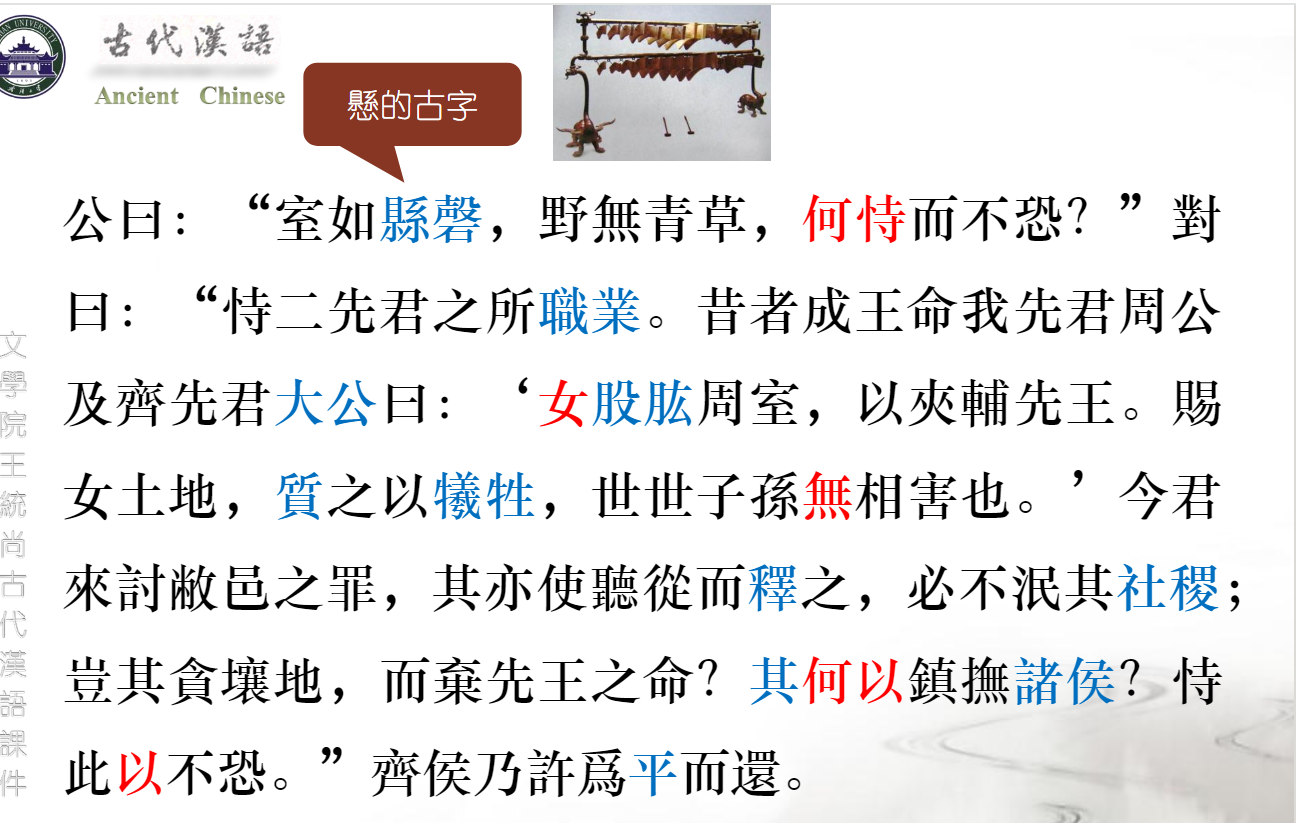 古代漢語
Ancient Chinese
懸的古字
公曰：“室如縣磬，野無青草，何恃而不恐？”對
曰：“恃二先君之所職業。昔者成王命我先君周公
及齊先君大公曰：‘女股肱周室，以夾輔先王。賜
女土地，質之以犧牲，世世子孫無相害也。’今君
來討敝邑之罪，其亦使聽從而釋之，必不泯其社稷；
豈其貪壤地，而棄先王之命？其何以鎮撫諸侯？恃
此以不恐。”齊侯乃許爲平而還。
文學院王統尚古代漢語課件